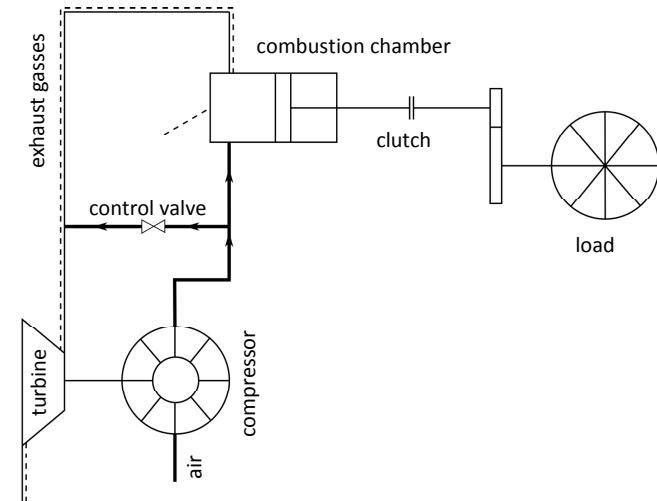 combustion chamber
exhaust gasses
clutch
control valve
load
turbine
compressor
air